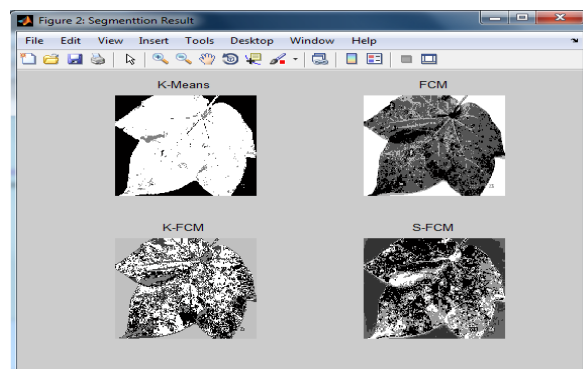 Figure 2: Segmenttion Result
File Edit View Insert Tools Desktop Window Help
K-Means
FCM
K-FCM
S-FCM